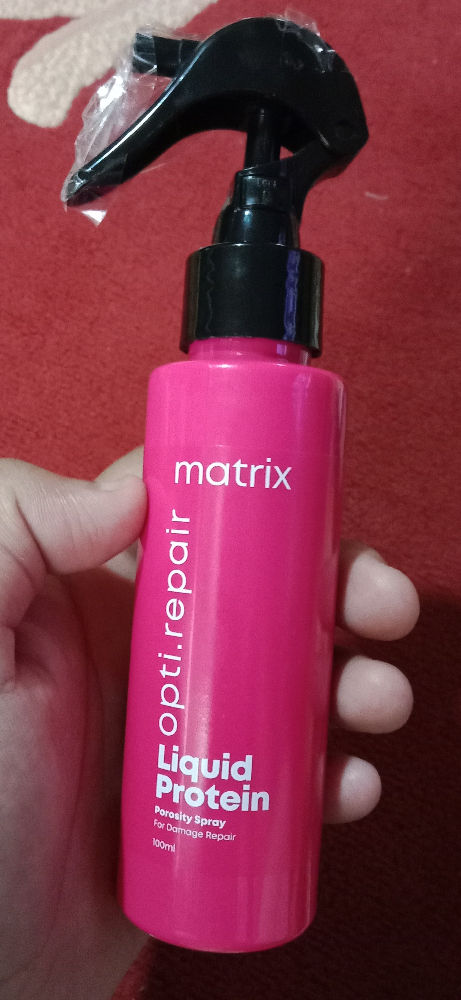 matrix
opti.repair
Liquid
Protein
Porosity Spray
For Damage Repair
100ml